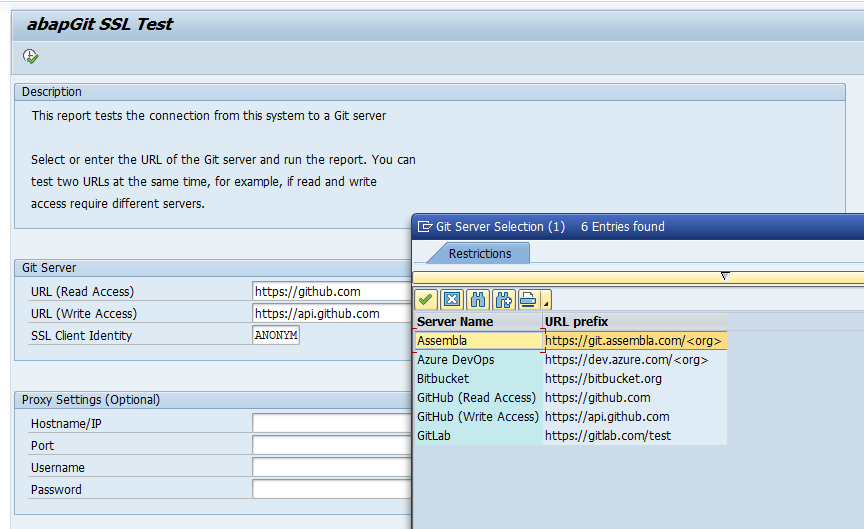 abapGit SSL Test
Description
This report tests the connection from this system to a Git server
Select or enter the URL of the Git server and run the report. You can
test two URLs at the same time, for example, if read and write
access require different servers.
Git Server
URL (Read Access) https://github.com
URL (Write Access) https://api.github.com
SSL Client Identity ANONYM
Proxy Settings (Optional)
Hostname/IP
Port
Username
Password
Git Server Selection (1) 6 Entries found
Restrictions
Server Name URL prefix
Assembla https://git.assembla.com/<org>
Azure DevOps https://dev.azure.com/<org>
Bitbucket https://bitbucket.org
GitHub (Read Access) https://github.com
GitHub (Write Access) https://api.github.com
GitLab https://gitlab.com/test